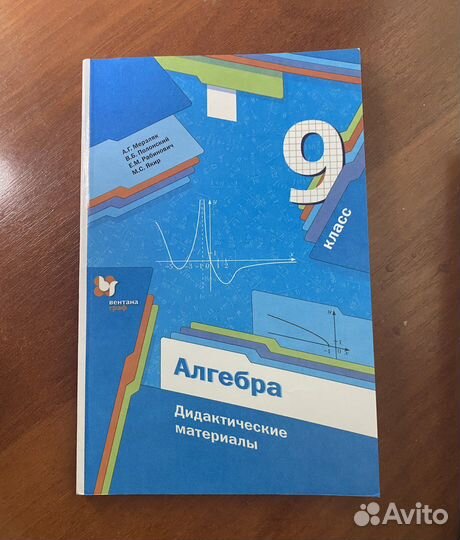 А.Г. Мерзляк
В.Б. Полонский
Е.М. Рабинович
М.С. Якир
9
класс
вентана
граф
Алгебра
Дидактические
материалы
Avito